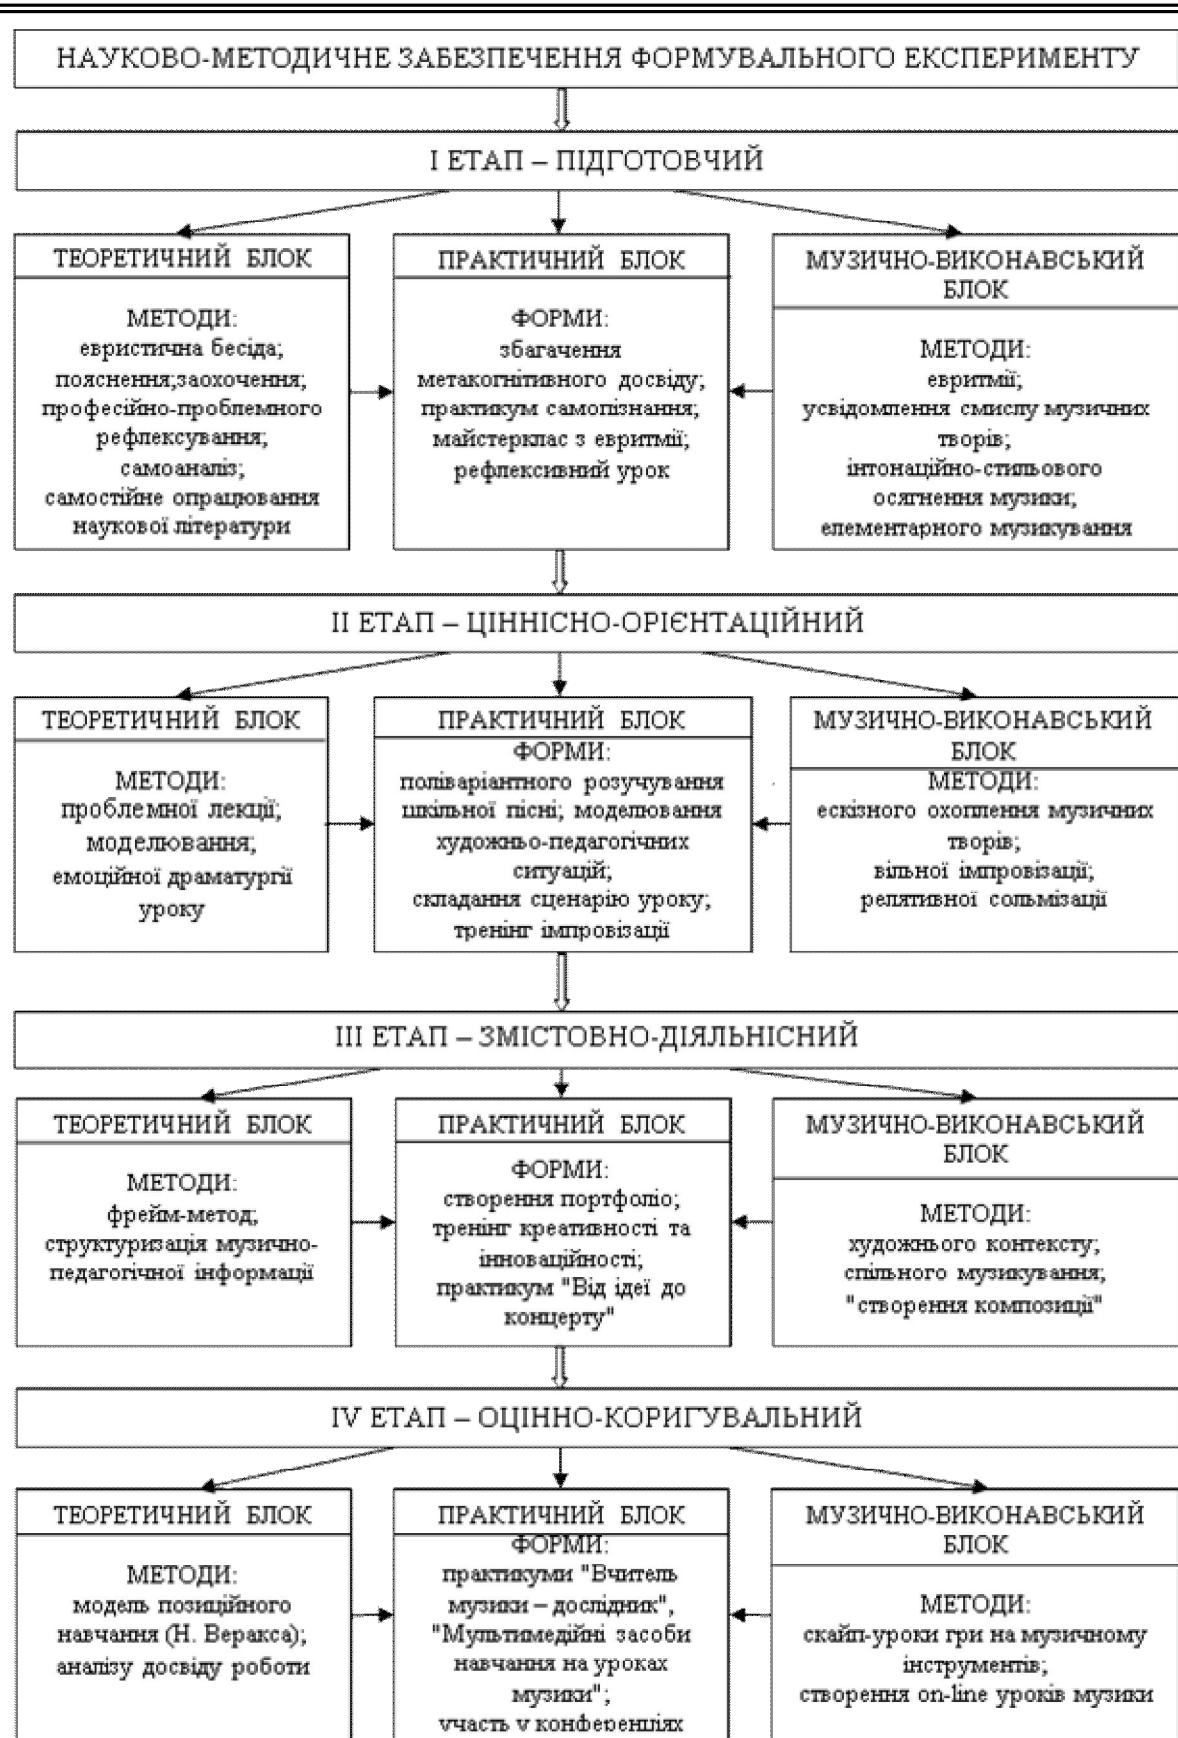 НАУКОВО-МЕТОДИЧНЕ ЗАБЕЗПЕЧЕННЯ ФОРМУВАЛЬНОГО ЕКСПЕРИМЕНТУ
І ЕТАП – ПІДГОТОВЧИЙ
ТЕОРЕТИЧНИЙ БЛОК
МЕТОДИ:
евристична бесіда;
пояснення;заохочення;
професійно-проблемного
рефлексування;
самоаналіз;
самостійне опрацювання
наукової літератури
ПРАКТИЧНИЙ БЛОК
ФОРМИ:
збагачення
метакогнітивного досвіду;
практикум самопізнання;
майстерклас з евритмії;
рефлексивний урок
МУЗИЧНО-ВИКОНАВСЬКИЙ
БЛОК
МЕТОДИ:
евритмії;
усвідомлення смислу музичних
творів;
інтонаційно-стильового
осягнення музики;
елементарного музикування
ІІ ЕТАП – ЦІННІСНО-ОРІЄНТАЦІЙНИЙ
ТЕОРЕТИЧНИЙ БЛОК
МЕТОДИ:
проблемної лекції;
моделювання;
емоційної драматургії
уроку
ПРАКТИЧНИЙ БЛОК
ФОРМИ:
поліваріантного розучування
шкільної пісні; моделювання
художньо-педагогічних
ситуацій;
складання сценарію уроку;
тренінг імпровізації
МУЗИЧНО-ВИКОНАВСЬКИЙ
БЛОК
МЕТОДИ:
ескізного охоплення музичних
творів;
вільної імпровізації;
релятивної сольмізації
ІІІ ЕТАП – ЗМІСТОВНО-ДІЯЛЬНІСНИЙ
ТЕОРЕТИЧНИЙ БЛОК
МЕТОДИ:
фрейм-метод;
структуризація музично-
педагогічної інформації
ПРАКТИЧНИЙ БЛОК
ФОРМИ:
створення портфоліо;
тренінг креативності та
інноваційності;
практикум "Від ідеї до
концерту"
МУЗИЧНО-ВИКОНАВСЬКИЙ
БЛОК
МЕТОДИ:
художнього контексту;
спільного музикування;
"створення композиції"
IV ЕТАП – ОЦІННО-КОРИГУВАЛЬНИЙ
ТЕОРЕТИЧНИЙ БЛОК
МЕТОДИ:
модель позиційного
навчання (Н. Веракса);
аналізу досвіду роботи
ПРАКТИЧНИЙ БЛОК
ФОРМИ:
практикуми "Вчитель
музики – дослідник",
"Мультимедійні засоби
навчання на уроках
музики";
участь у конференціях
МУЗИЧНО-ВИКОНАВСЬКИЙ
БЛОК
МЕТОДИ:
скайп-уроки гри на музичному
інструментів;
створення on-line уроків музики